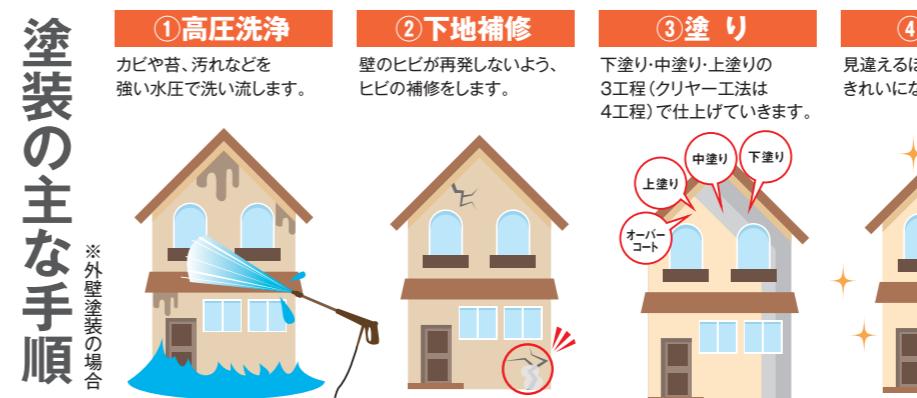 塗装の主な手順
※外壁塗装の場合
①高圧洗浄
カビや苔、汚れなどを
強い水圧で洗い流します。
②下地補修
壁のヒビが再発しないよう、
ヒビの補修をします。
③塗り
下塗り・中塗り・上塗りの
3工程(クリヤー工法は
4工程)で仕上げていきます。
オーバー
コート
上塗り
中塗り
下塗り
④
見違えるほ
きれいにな